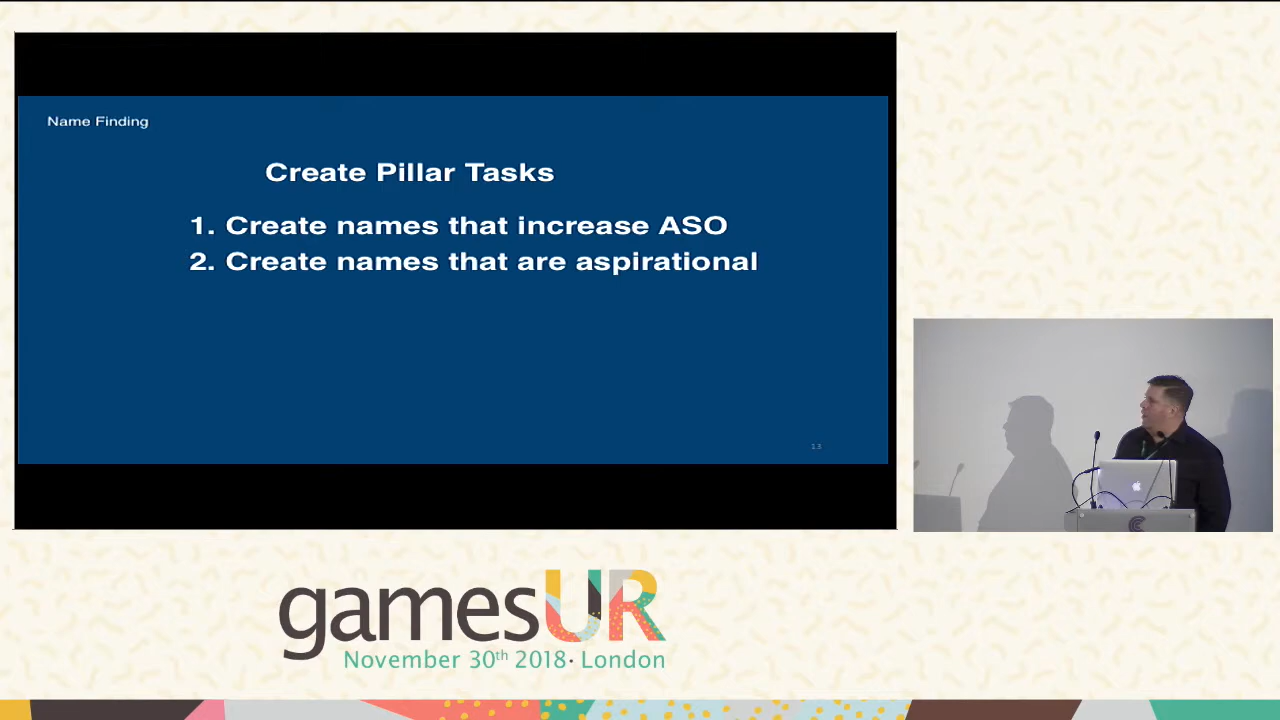 Name Finding
Create Pillar Tasks
1. Create names that increase ASO
2. Create names that are aspirational
13
gamesUR
November 30th 2018 · London